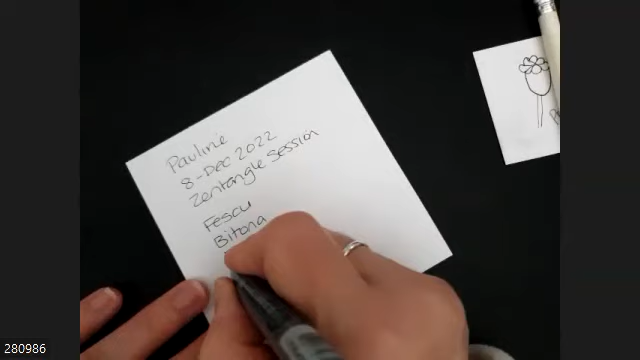 Pauline
8-Dec 2022
Zentangle Session
Fescu
Bitona
280986